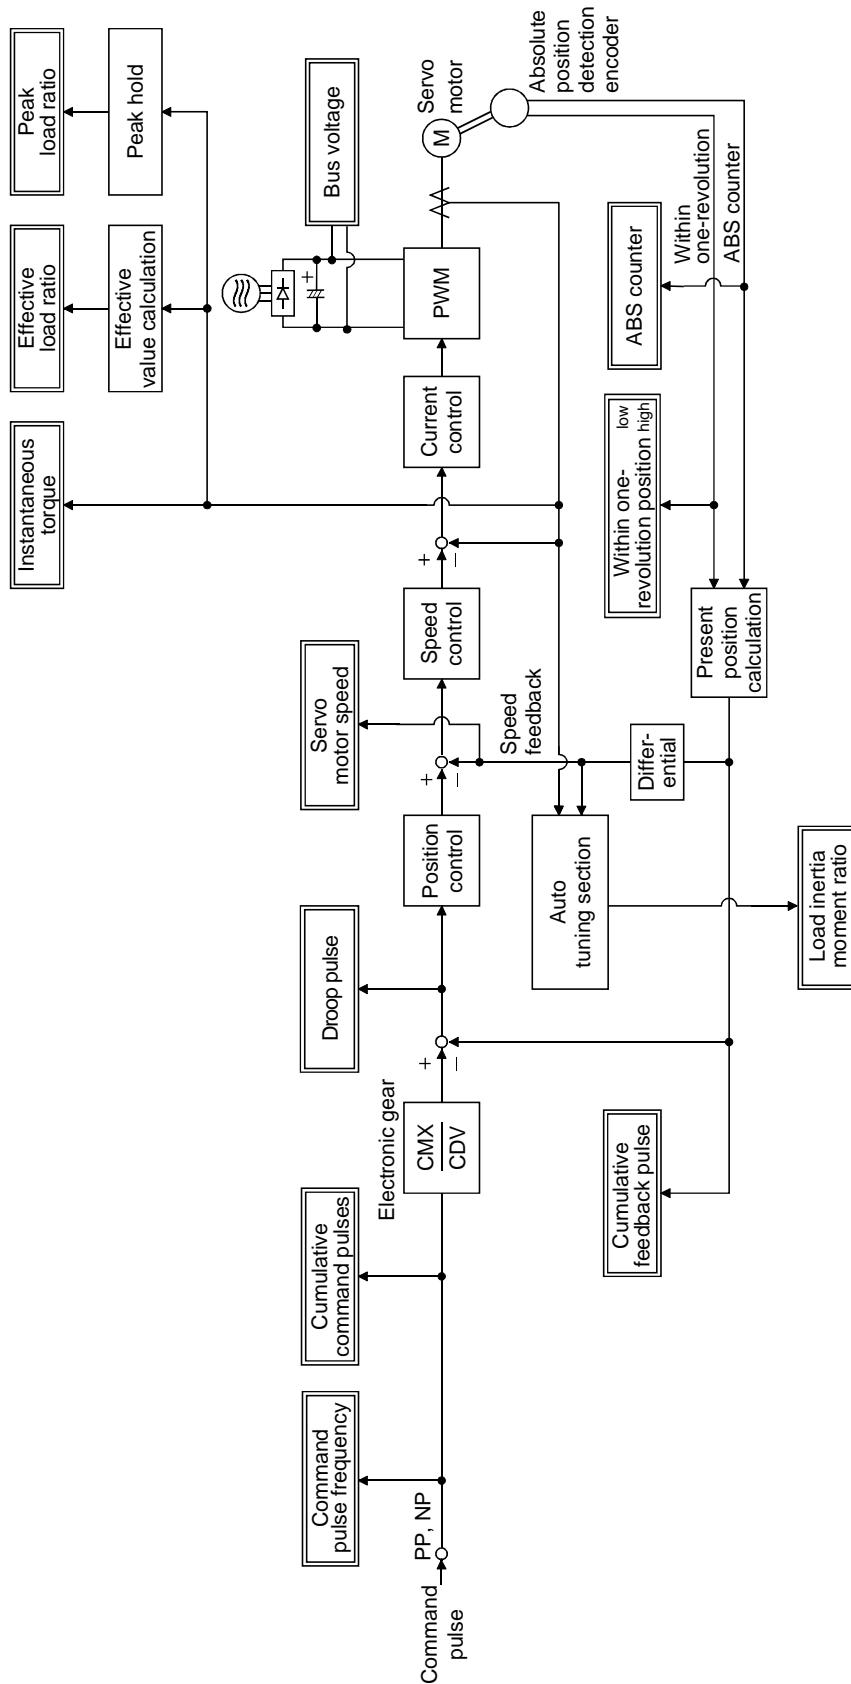 Instantaneous
torque
Effective
load ratio
Peak
load ratio
Effective
value calculation
Peak hold
Command
pulse frequency
Cumulative
command pulses
Droop pulse
Servo
motor speed
Bus voltage
Command
pulse
PP, NP
Electronic gear
CMX
CDV
+
−
Position
control
+
−
Speed
control
+
−
Current
control
PWM
+
M
Servo
motor
Absolute
position
detection
encoder
Speed
feedback
Auto
tuning section
Differ-
ential
Cumulative
feedback pulse
Within one-
revolution position
low
high
ABS counter
Within
one-revolution
ABS counter
Present
position
calculation
Load inertia
moment ratio